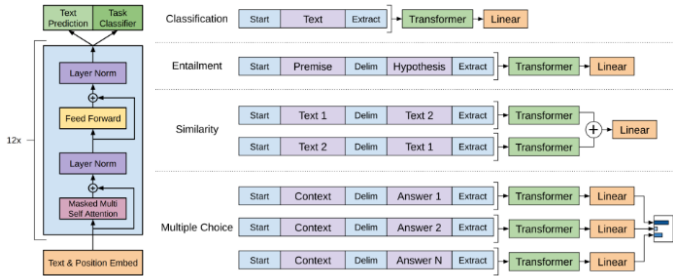 Text Prediction
Task Classifier
12x
Layer Norm
Feed Forward
Layer Norm
Masked Multi
Self Attention
Text & Position Embed
Classification
Start Text Extract Transformer Linear
Entailment
Start Premise Delim Hypothesis Extract Transformer Linear
Similarity
Start Text 1 Delim Text 2 Extract Transformer
+ Linear
Start Text 2 Delim Text 1 Extract Transformer
Multiple Choice
Start Context Delim Answer 1 Extract Transformer Linear
Start Context Delim Answer 2 Extract Transformer Linear
Start Context Delim Answer N Extract Transformer Linear